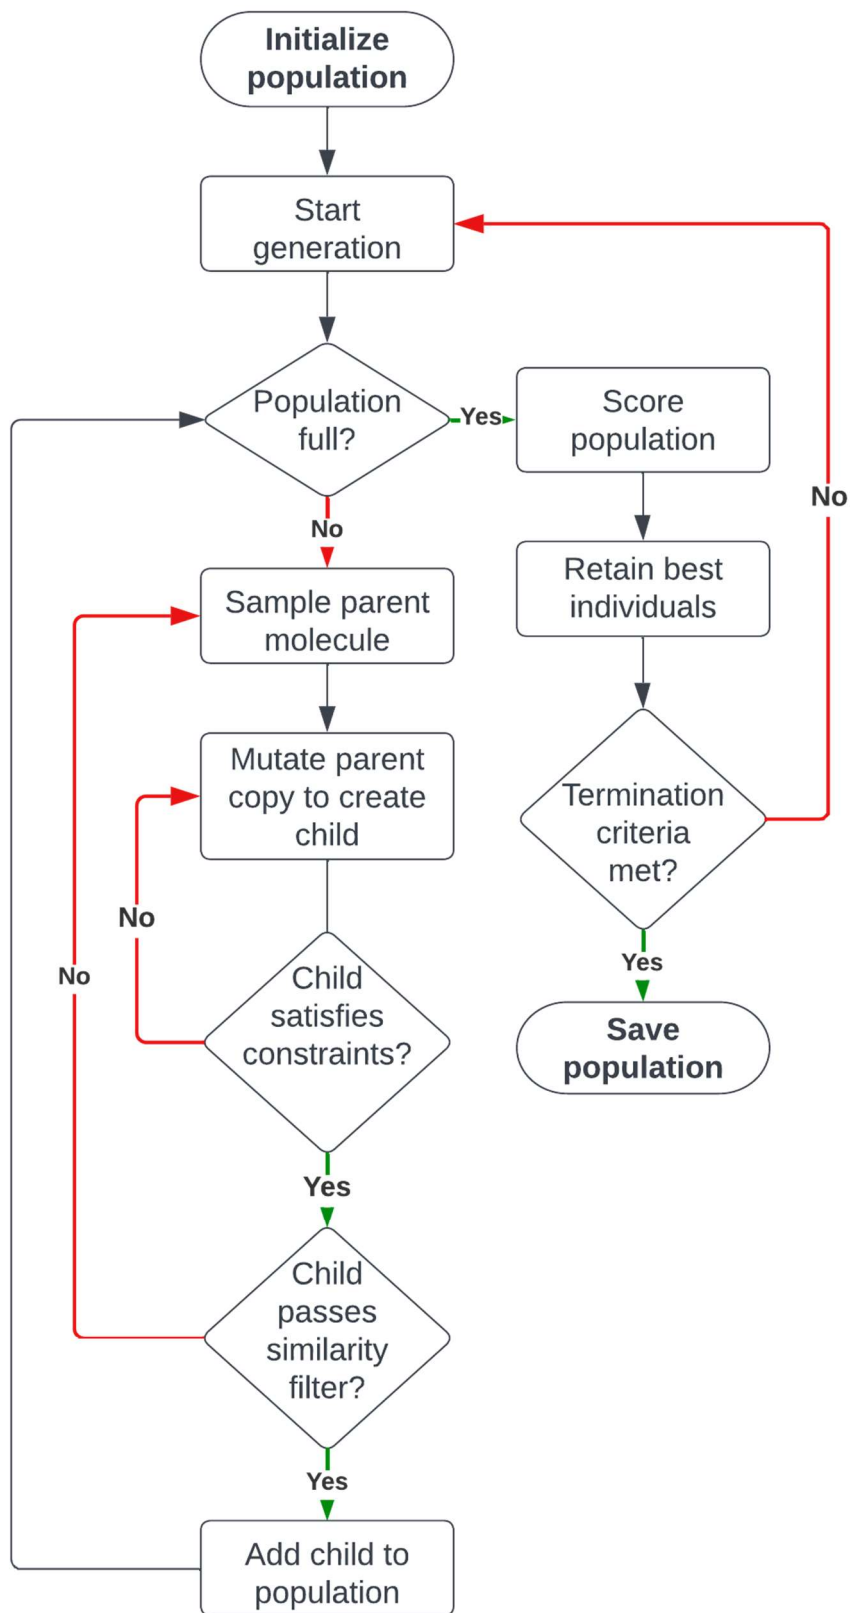 Initialize
population
Start
generation
Population
full?
Yes
Score
population
No
No
Retain best
individuals
Sample parent
molecule
Mutate parent
copy to create
child
Termination
criteria
met?
No
No
Yes
Child
satisfies
constraints?
Save
population
Yes
Child
passes
similarity
filter?
Yes
Add child to
population